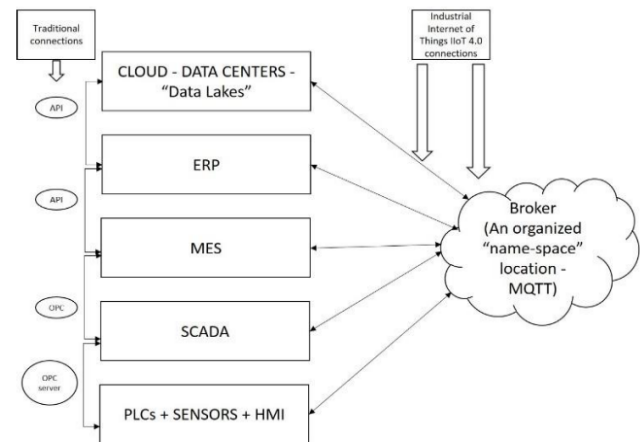 Traditional
connections
Industrial
Internet of
Things IIoT 4.0
connections
CLOUD - DATA CENTERS -
“Data Lakes”
API
ERP
API
MES
Broker
(An organized
“name-space”
location -
MQTT)
OPC
SCADA
OPC
server
PLCs + SENSORS + HMI